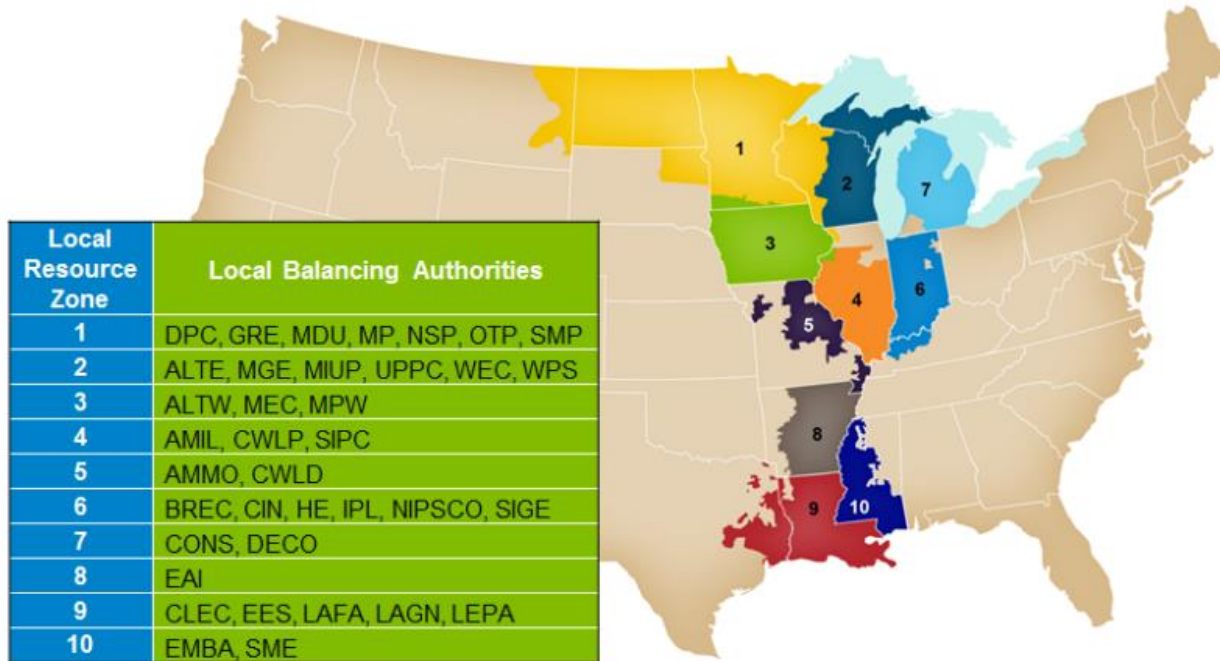 1
2
7
3
6
4
5
8
9
10
Local Resource Zone
Local Balancing Authorities
1 DPC, GRE, MDU, MP, NSP, OTP, SMP
2 ALTE, MGE, MIUP, UPPC, WEC, WPS
3 ALTW, MEC, MPW
4 AMIL, CWLP, SIPC
5 AMMO, CWLD
6 BREC, CIN, HE, IPL, NIPSCO, SIGE
7 CONS, DECO
8 EAI
9 CLEC, EES, LAFA, LAGN, LEPA
10 EMBA, SME